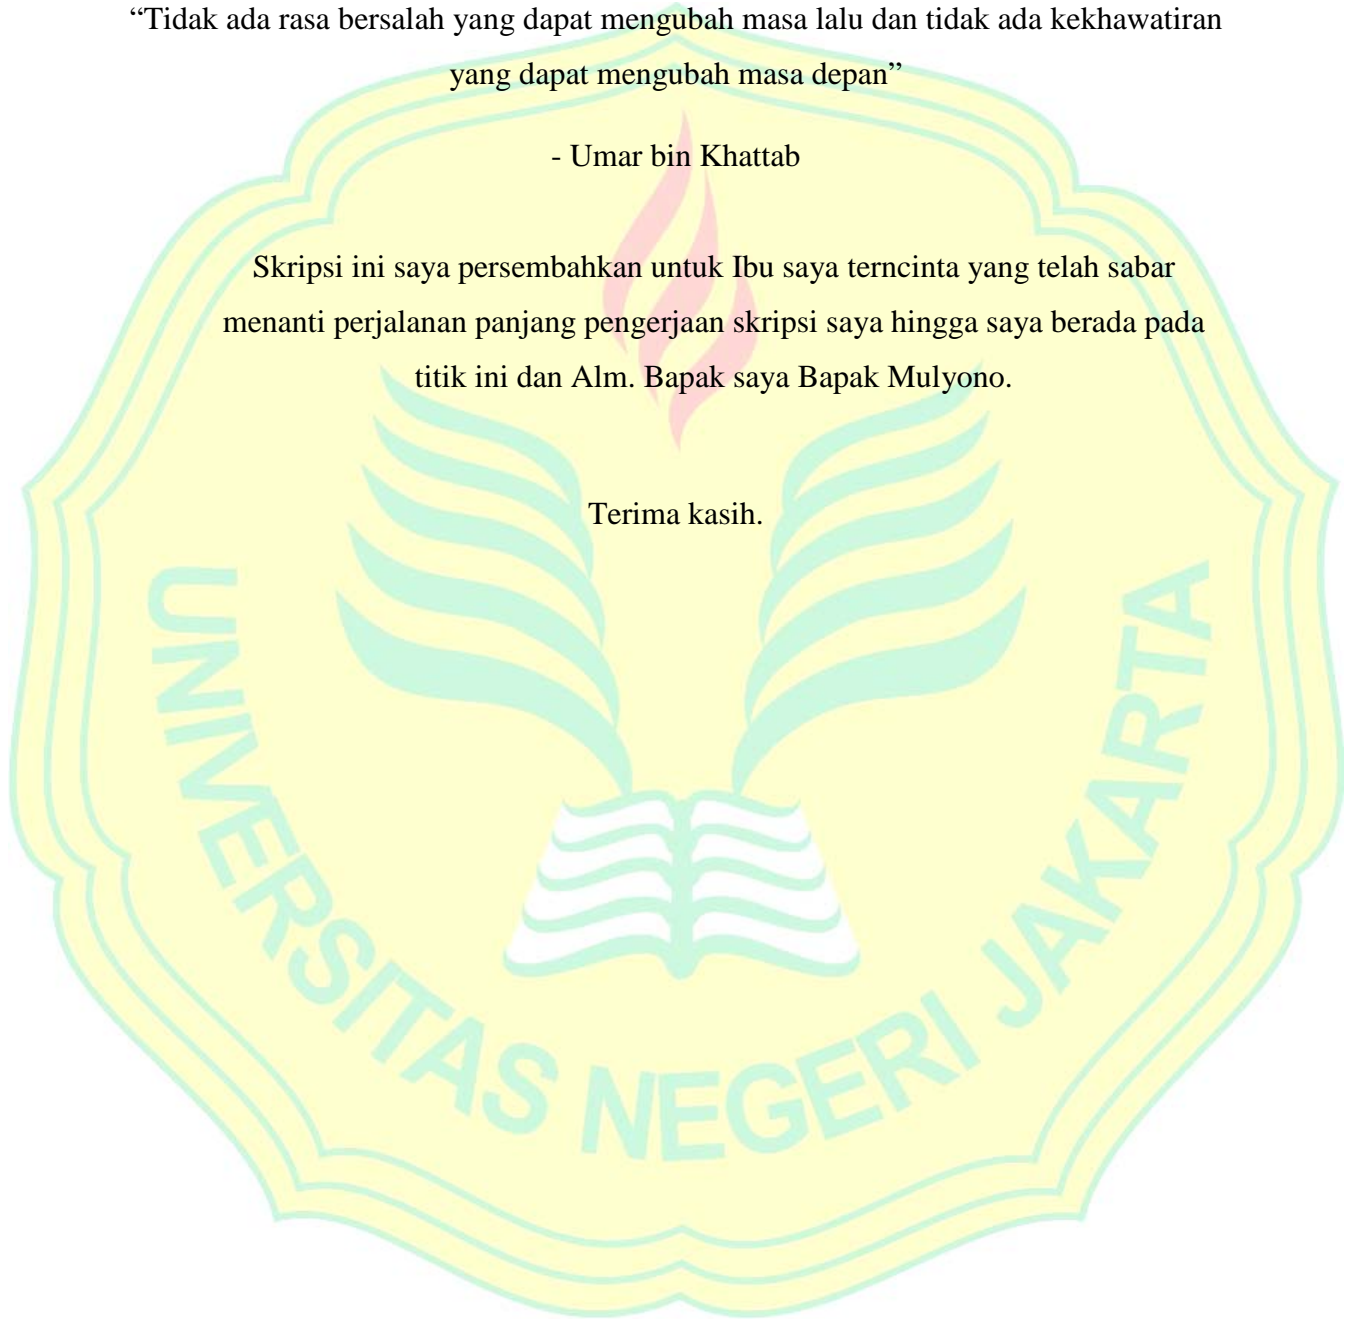 “Tidak ada rasa bersalah yang dapat mengubah masa lalu dan tidak ada kekhawatiran
yang dapat mengubah masa depan”
- Umar bin Khattab
Skripsi ini saya persembahkan untuk Ibu saya terncinta yang telah sabar
menanti perjalanan panjang pengerjaan skripsi saya hingga saya berada pada
titik ini dan Alm. Bapak saya Bapak Mulyono.
Terima kasih.
UNIVERSITAS NEGERI JAKARTA